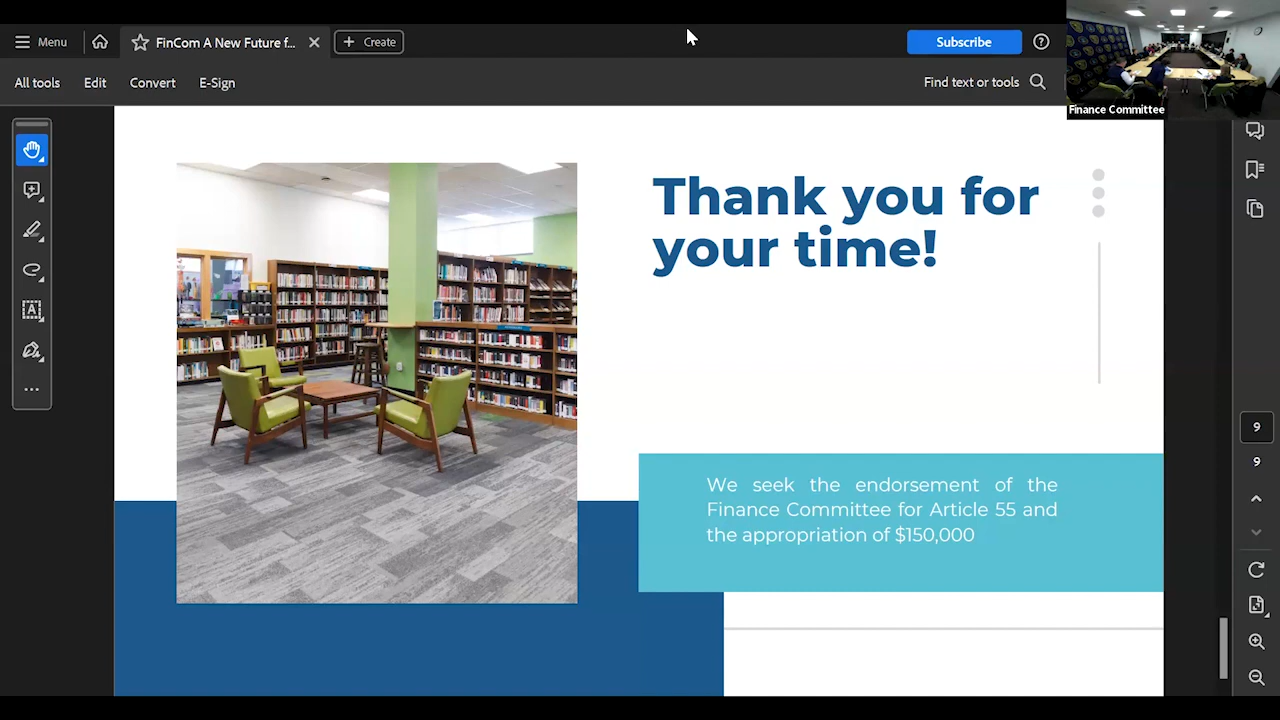 Menu
FinCom A New Future f...
Create
Subscribe
All tools
Edit
Convert
E-Sign
Find text or tools
Finance Committee
Thank you for
your time!
We seek the endorsement of the
Finance Committee for Article 55 and
the appropriation of $150,000
9
9